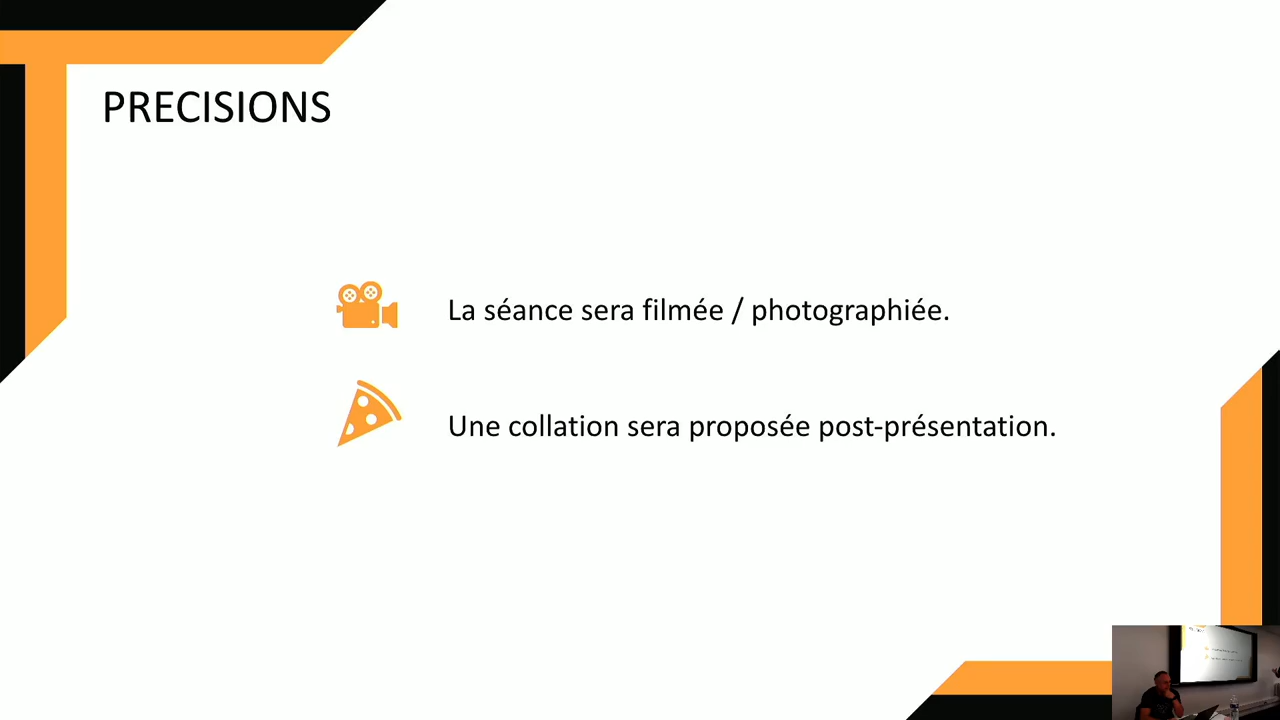 PRECISIONS
La séance sera filmée / photographiée.
Une collation sera proposée post-présentation.